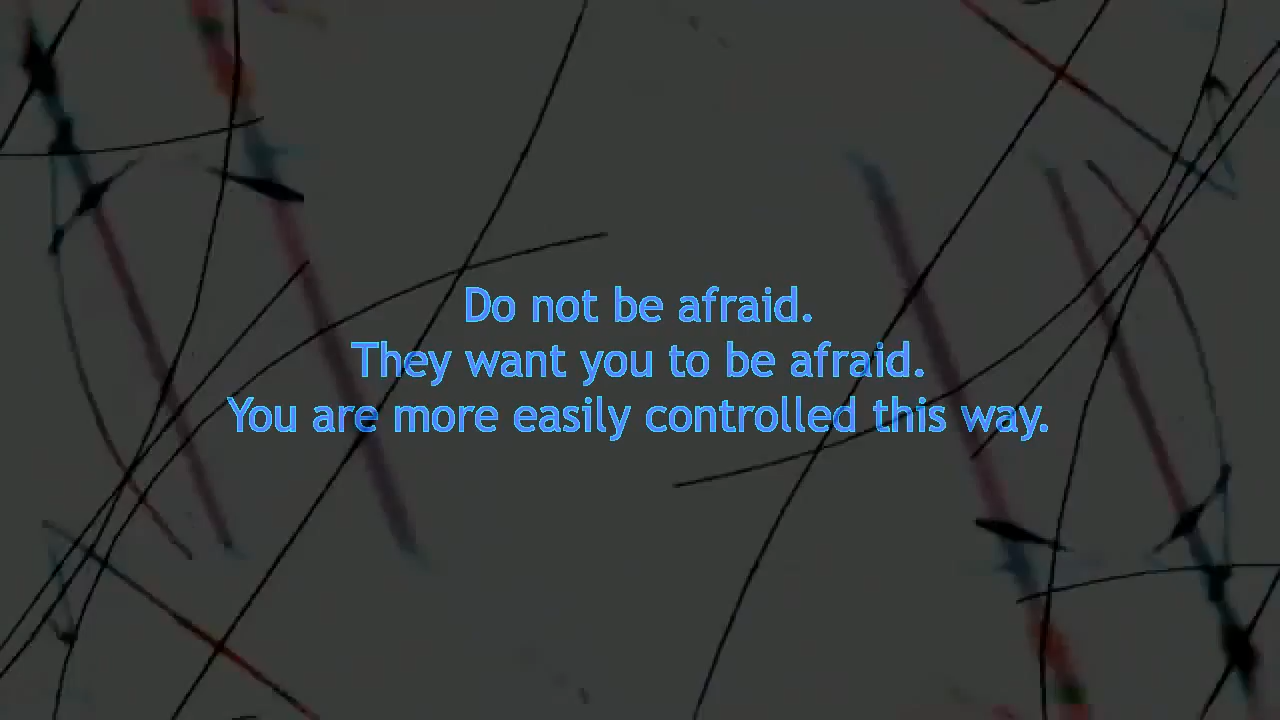 Do not be afraid.
They want you to be afraid.
You are more easily controlled this way.